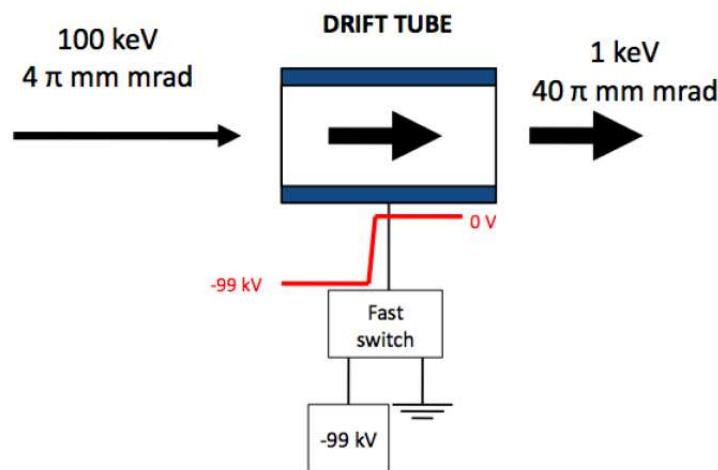 DRIFT TUBE
100 keV
4 π mm mrad
1 keV
40 π mm mrad
0 V
-99 kV
Fast
switch
-99 kV